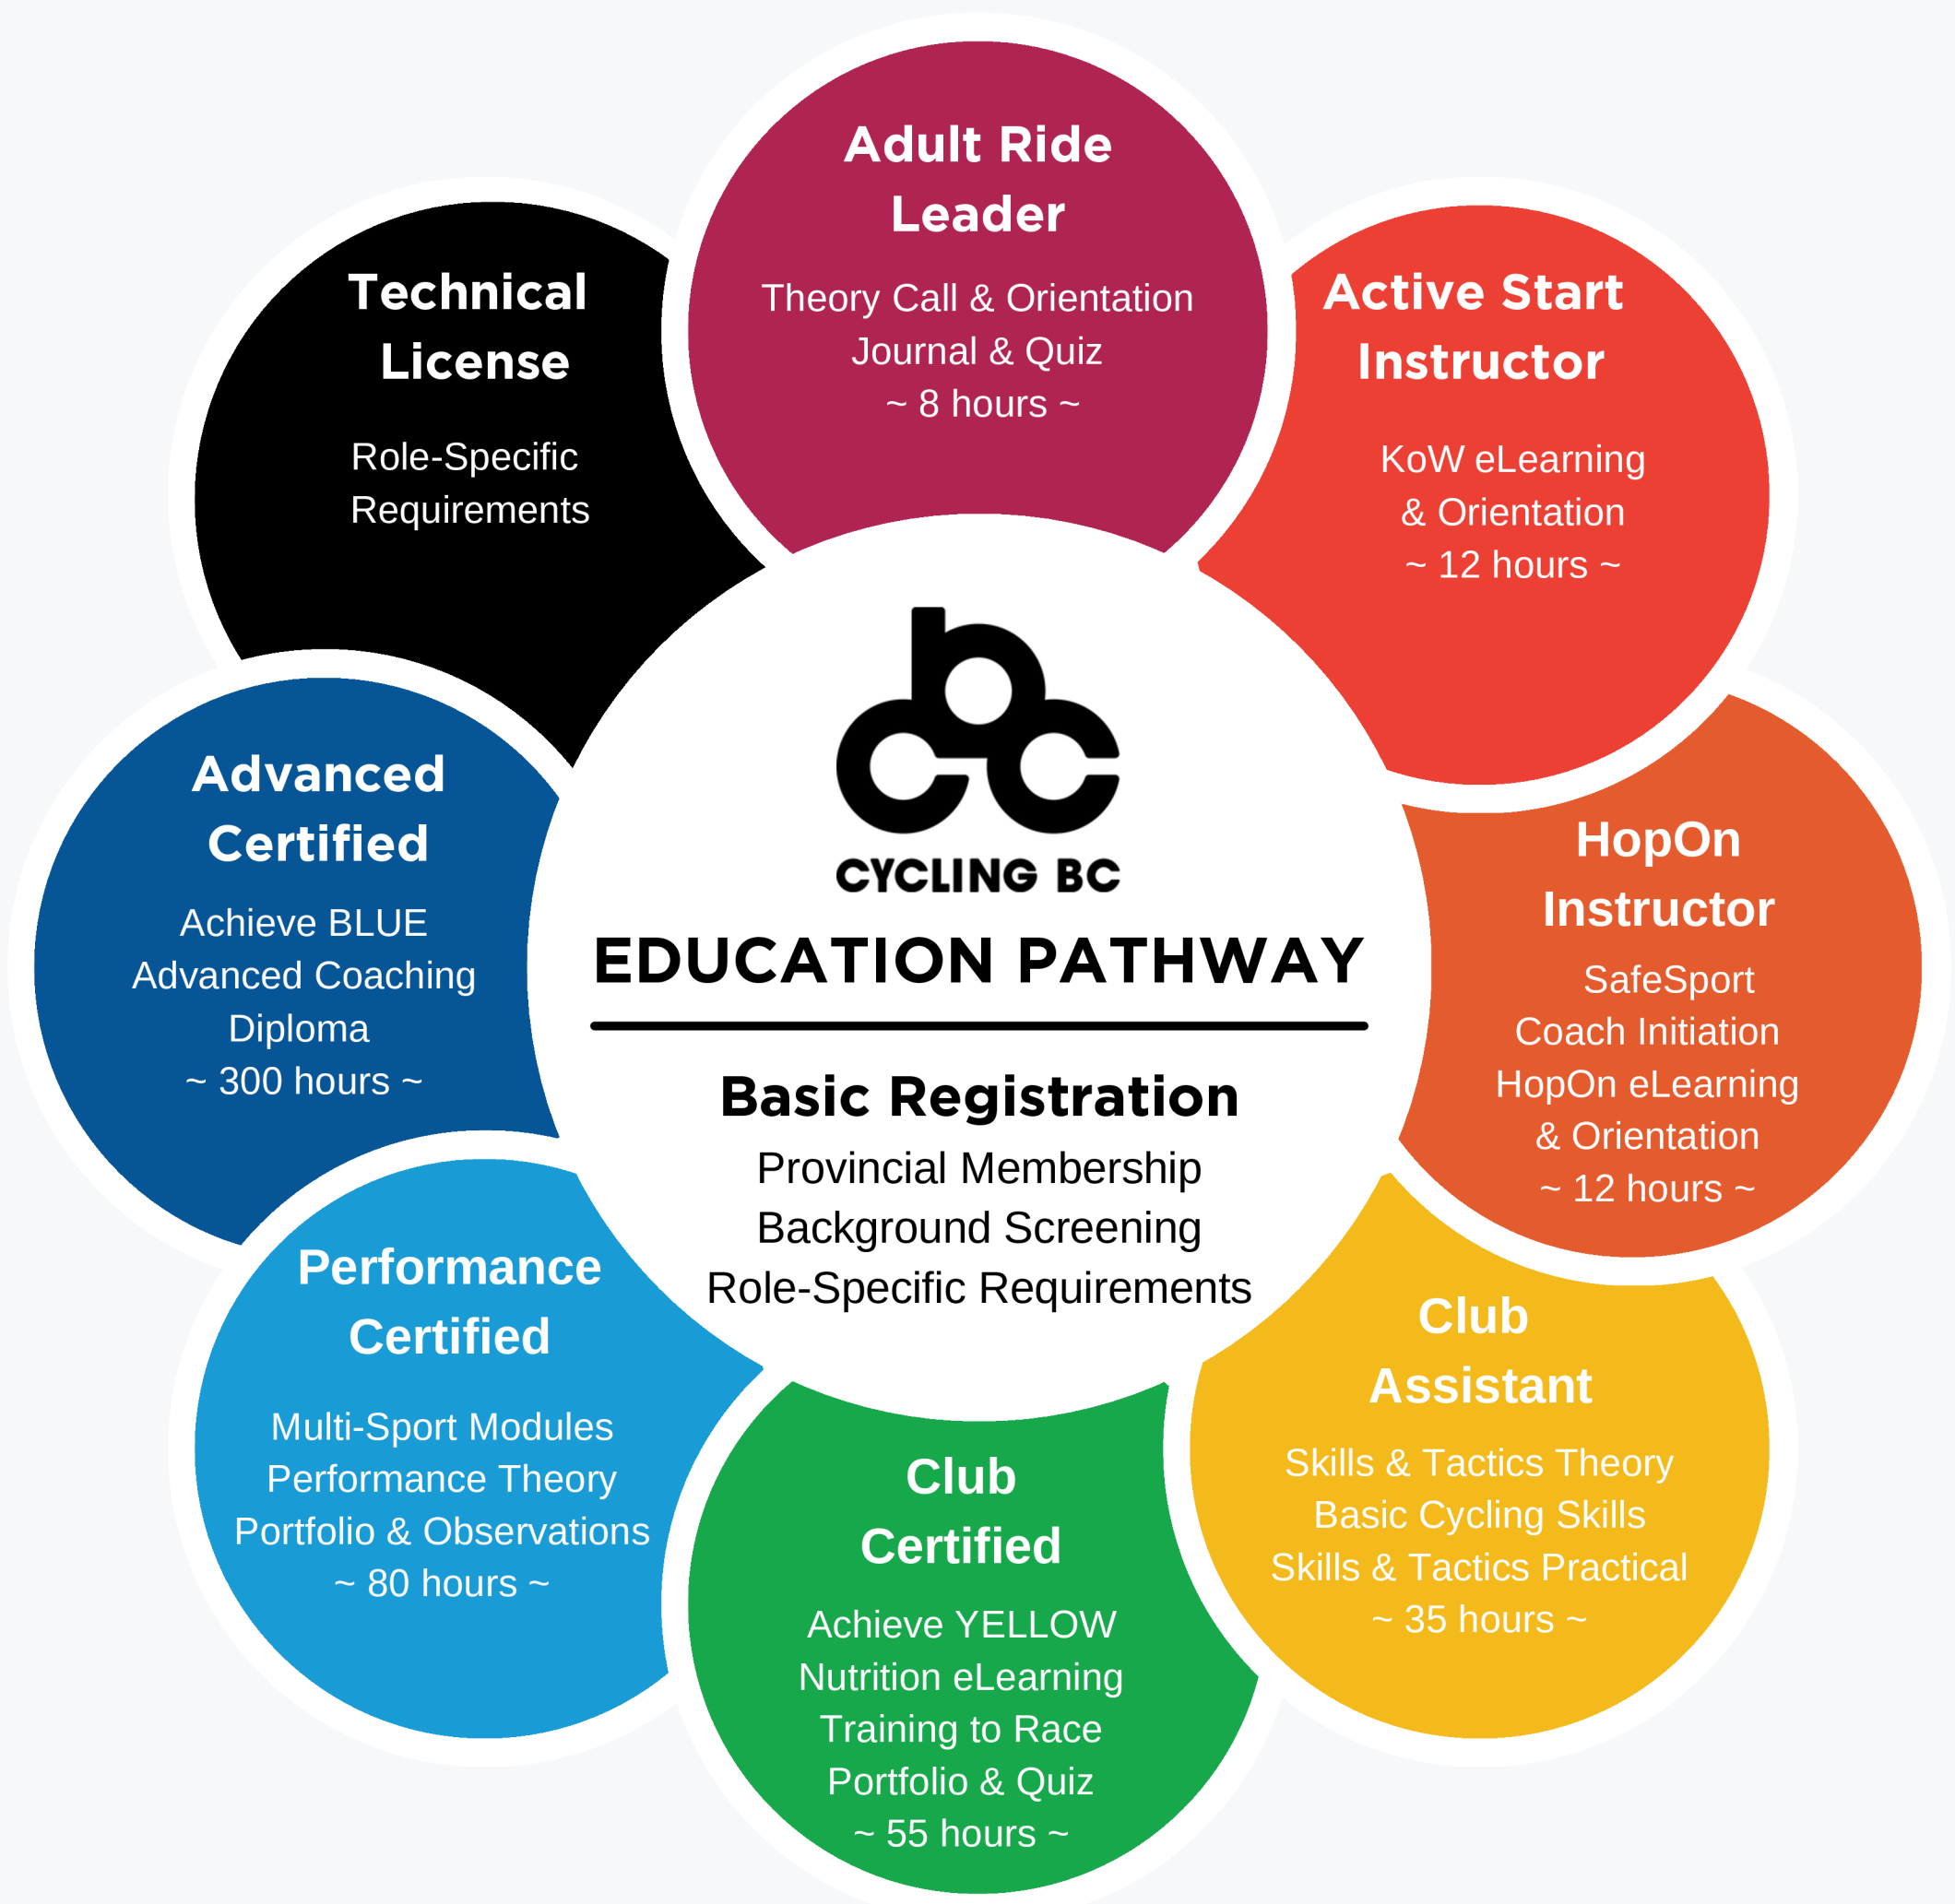 Adult Ride
Leader
Theory Call & Orientation
Journal & Quiz
~ 8 hours ~
Active Start
Instructor
KoW eLearning
& Orientation
~ 12 hours ~
HopOn
Instructor
SafeSport
Coach Initiation
HopOn eLearning
& Orientation
~ 12 hours ~
Club
Assistant
Skills & Tactics Theory
Basic Cycling Skills
Skills & Tactics Practical
~ 35 hours ~
Club
Certified
Achieve YELLOW
Nutrition eLearning
Training to Race
Portfolio & Quiz
~ 55 hours ~
Performance
Certified
Multi-Sport Modules
Performance Theory
Portfolio & Observations
~ 80 hours ~
Advanced
Certified
Achieve BLUE
Advanced Coaching
Diploma
~ 300 hours ~
Technical
License
Role-Specific
Requirements
cbc
CYCLING BC
EDUCATION PATHWAY
Basic Registration
Provincial Membership
Background Screening
Role-Specific Requirements